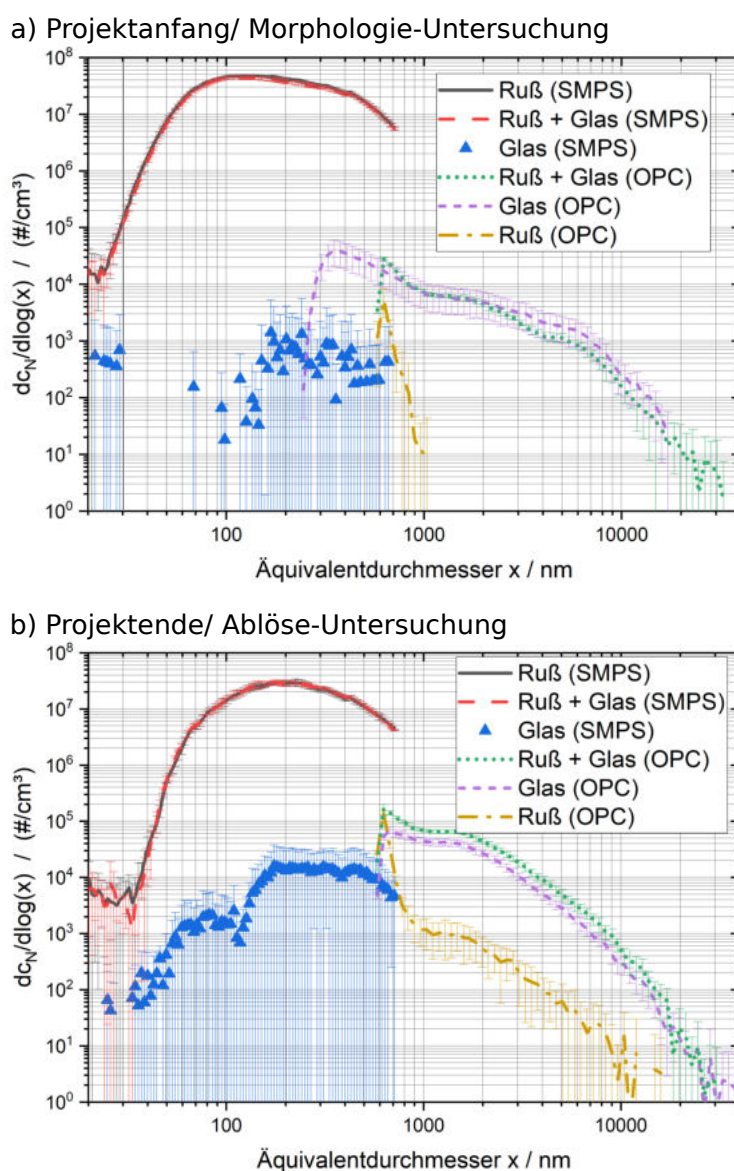 a) Projektanfang/ Morphologie-Untersuchung
10⁸
10⁷
10⁶
10⁵
10⁴
10³
10²
10¹
10⁰
dc_N/dlog(x) / (#/cm³)
Ruß (SMPS)
Ruß + Glas (SMPS)
Glas (SMPS)
Ruß + Glas (OPC)
Glas (OPC)
Ruß (OPC)
100 1000 10000
Äquivalentdurchmesser x / nm
b) Projektende/ Ablöse-Untersuchung
10⁸
10⁷
10⁶
10⁵
10⁴
10³
10²
10¹
10⁰
dc_N/dlog(x) / (#/cm³)
Ruß (SMPS)
Ruß + Glas (SMPS)
Glas (SMPS)
Ruß + Glas (OPC)
Glas (OPC)
Ruß (OPC)
100 1000 10000
Äquivalentdurchmesser x / nm